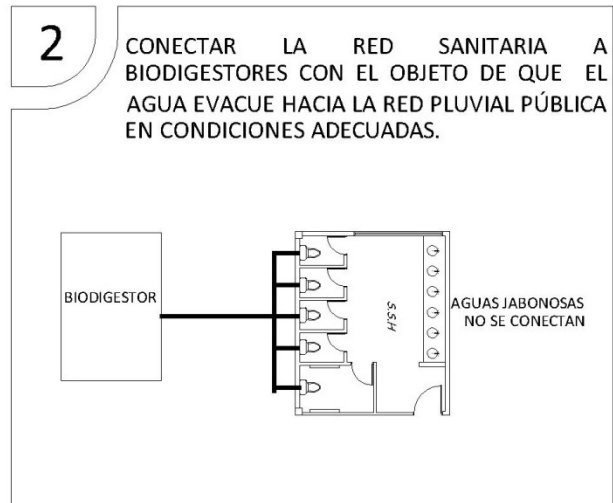 2
CONECTAR LA RED SANITARIA A
BIODIGESTORES CON EL OBJETO DE QUE EL
AGUA EVACUE HACIA LA RED PLUVIAL PÚBLICA
EN CONDICIONES ADECUADAS.
BIODIGESTOR
S.S.H
AGUAS JABONOSAS
NO SE CONECTAN